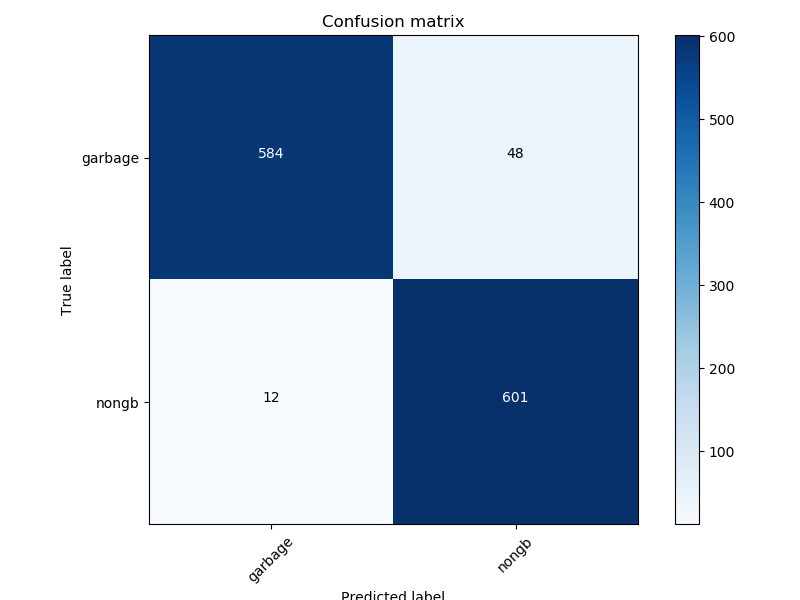 Confusion matrix
600
500
400
300
200
100
True label
garbage
nongb
584
48
12
601
garbage
nongb
Predicted label